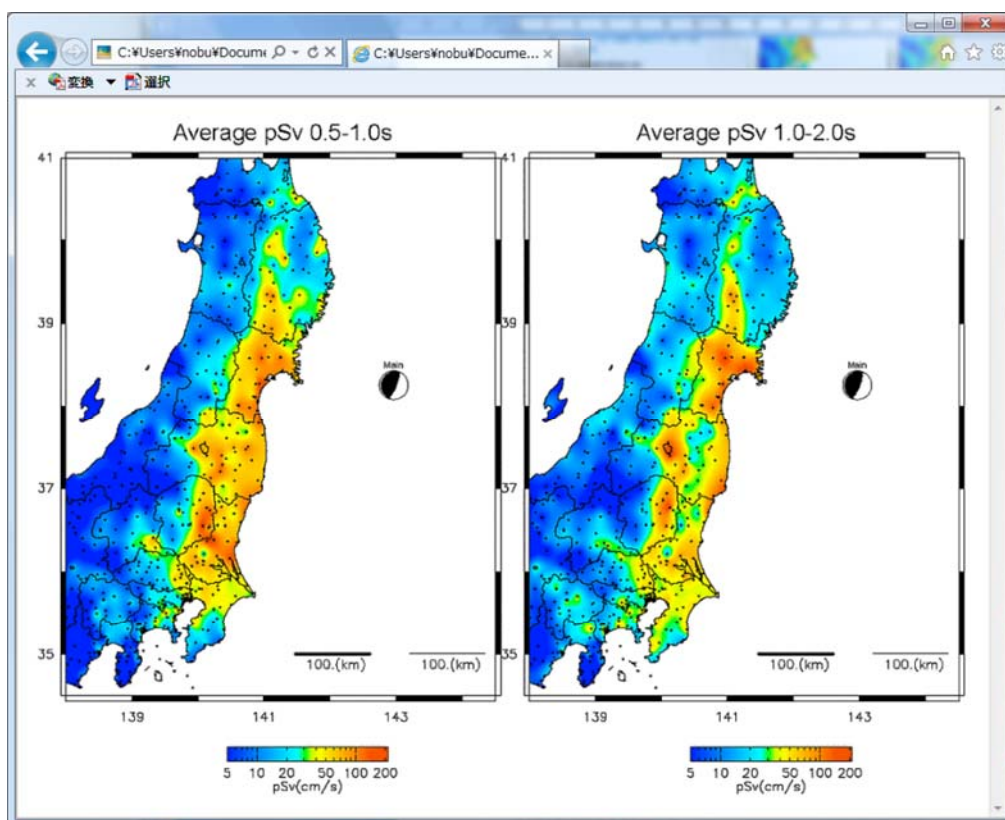 C:¥Users¥nobu¥Docume
C:¥Users¥nobu¥Docume...
変換
選択
Average pSv 0.5-1.0s
41
39
37
35
Main
100.(km)
100.(km)
139
141
143
5 10 20 50 100 200
pSv(cm/s)
Average pSv 1.0-2.0s
41
39
37
35
Main
100.(km)
100.(km)
139
141
143
5 10 20 50 100 200
pSv(cm/s)